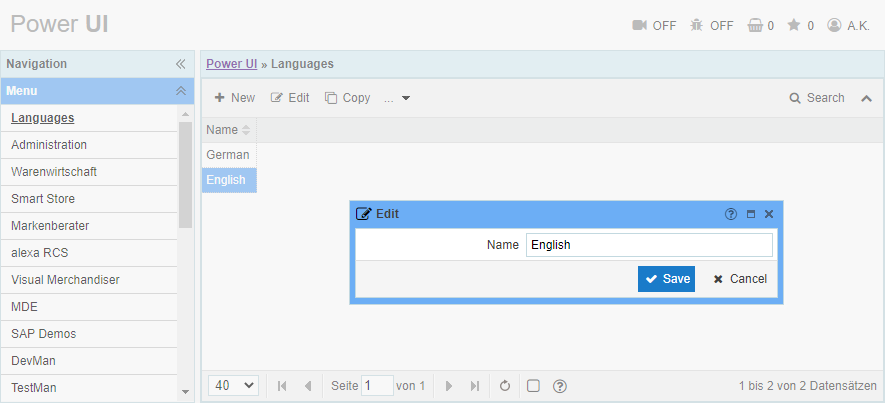 Power UI
OFF OFF 0 0 A.K.
Navigation
Menu
Languages
Administration
Warenwirtschaft
Smart Store
Markenberater
alexa RCS
Visual Merchandiser
MDE
SAP Demos
DevMan
TestMan
Power UI » Languages
New Edit Copy ... Search
Name
German
English
Edit
Name English
Save Cancel
40 Seite 1 von 1 1 bis 2 von 2 Datensätzen